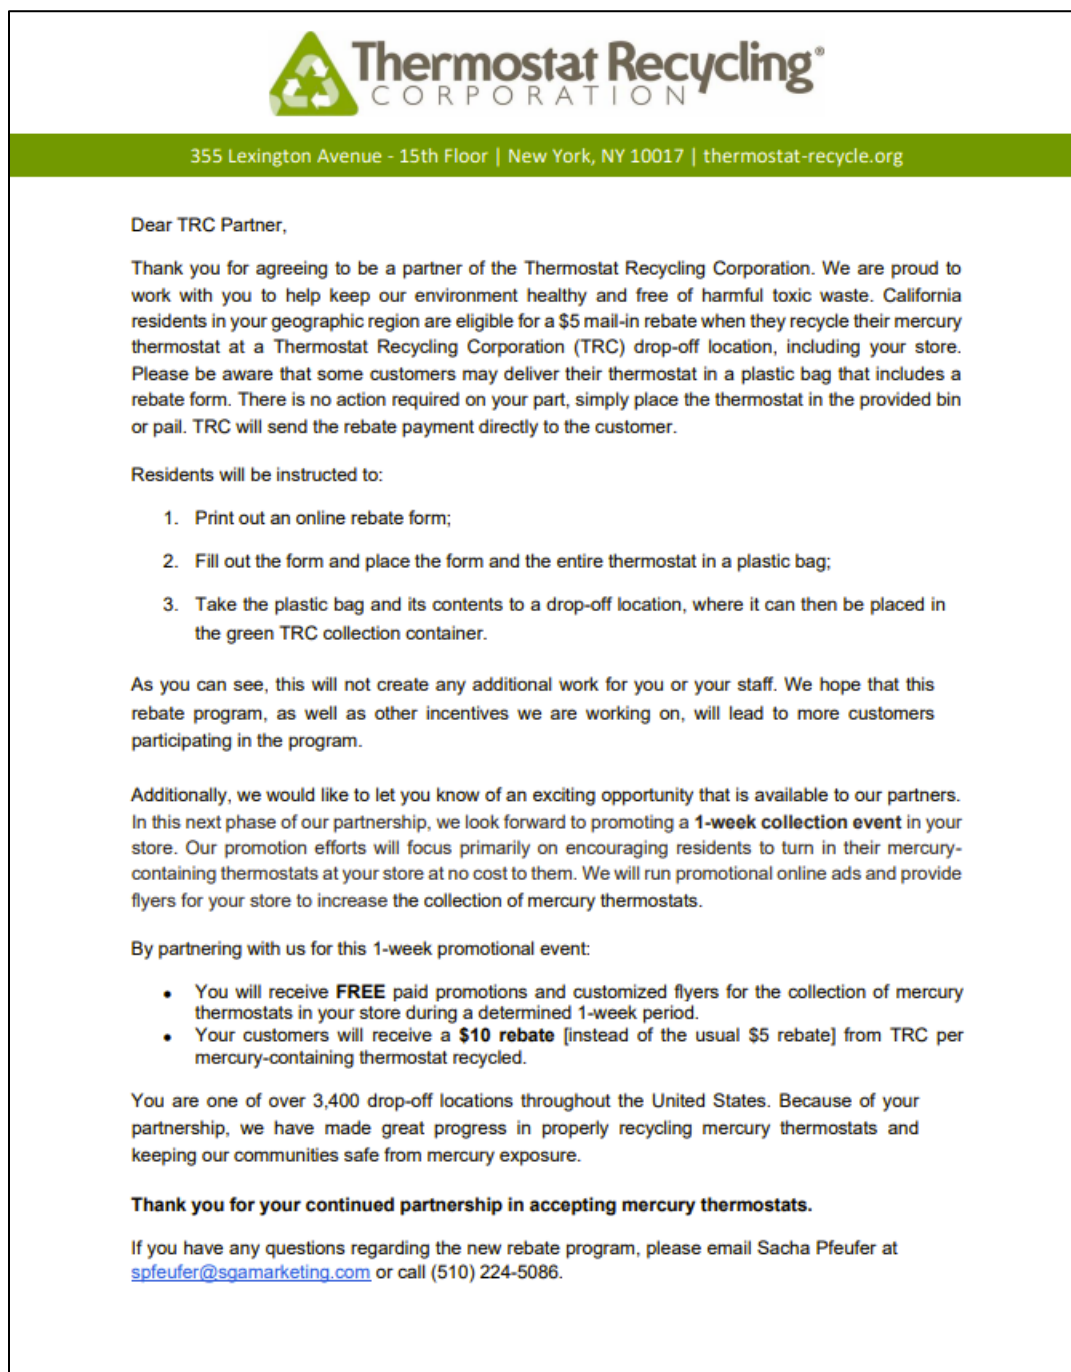 Thermostat Recycling®
CORPORATION
355 Lexington Avenue - 15th Floor | New York, NY 10017 | thermostat-recycle.org
Dear TRC Partner,
Thank you for agreeing to be a partner of the Thermostat Recycling Corporation. We are proud to
work with you to help keep our environment healthy and free of harmful toxic waste. California
residents in your geographic region are eligible for a $5 mail-in rebate when they recycle their mercury
thermostat at a Thermostat Recycling Corporation (TRC) drop-off location, including your store.
Please be aware that some customers may deliver their thermostat in a plastic bag that includes a
rebate form. There is no action required on your part, simply place the thermostat in the provided bin
or pail. TRC will send the rebate payment directly to the customer.
Residents will be instructed to:
1. Print out an online rebate form;
2. Fill out the form and place the form and the entire thermostat in a plastic bag;
3. Take the plastic bag and its contents to a drop-off location, where it can then be placed in
the green TRC collection container.
As you can see, this will not create any additional work for you or your staff. We hope that this
rebate program, as well as other incentives we are working on, will lead to more customers
participating in the program.
Additionally, we would like to let you know of an exciting opportunity that is available to our partners.
In this next phase of our partnership, we look forward to promoting a 1-week collection event in your
store. Our promotion efforts will focus primarily on encouraging residents to turn in their mercury-
containing thermostats at your store at no cost to them. We will run promotional online ads and provide
flyers for your store to increase the collection of mercury thermostats.
By partnering with us for this 1-week promotional event:
• You will receive FREE paid promotions and customized flyers for the collection of mercury
thermostats in your store during a determined 1-week period.
• Your customers will receive a $10 rebate [instead of the usual $5 rebate] from TRC per
mercury-containing thermostat recycled.
You are one of over 3,400 drop-off locations throughout the United States. Because of your
partnership, we have made great progress in properly recycling mercury thermostats and
keeping our communities safe from mercury exposure.
Thank you for your continued partnership in accepting mercury thermostats.
If you have any questions regarding the new rebate program, please email Sacha Pfeufer at
spfeufer@sgamarketing.com or call (510) 224-5086.